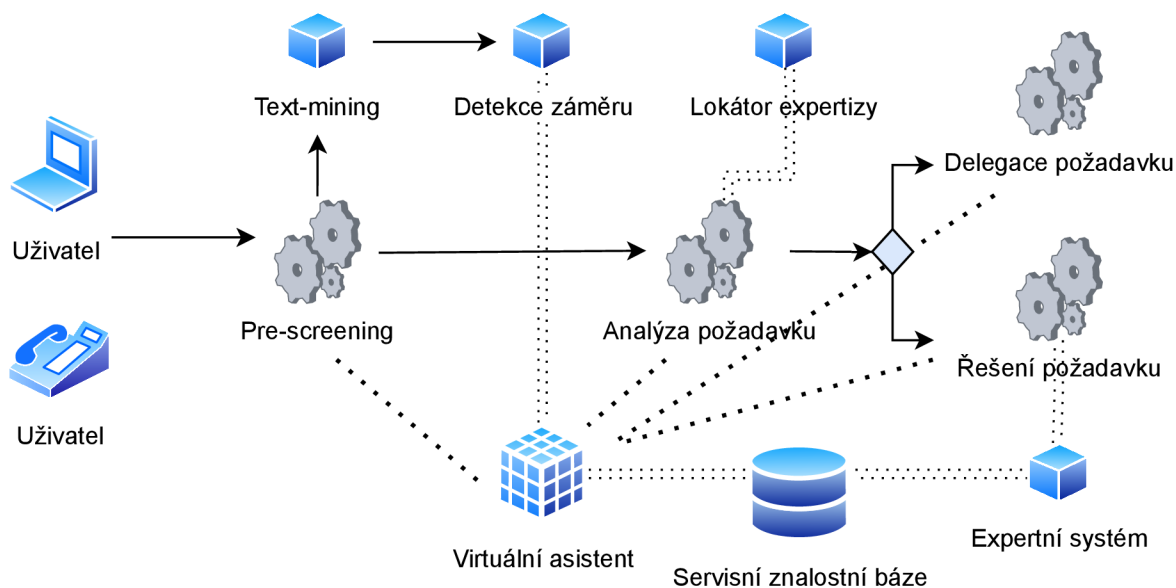 Text-mining
Detekce záměru
Lokátor expertizy
Delegace požadavku
Uživatel
Pre-screening
Analýza požadavku
Řešení požadavku
Uživatel
Virtuální asistent
Servisní znalostní báze
Expertní systém